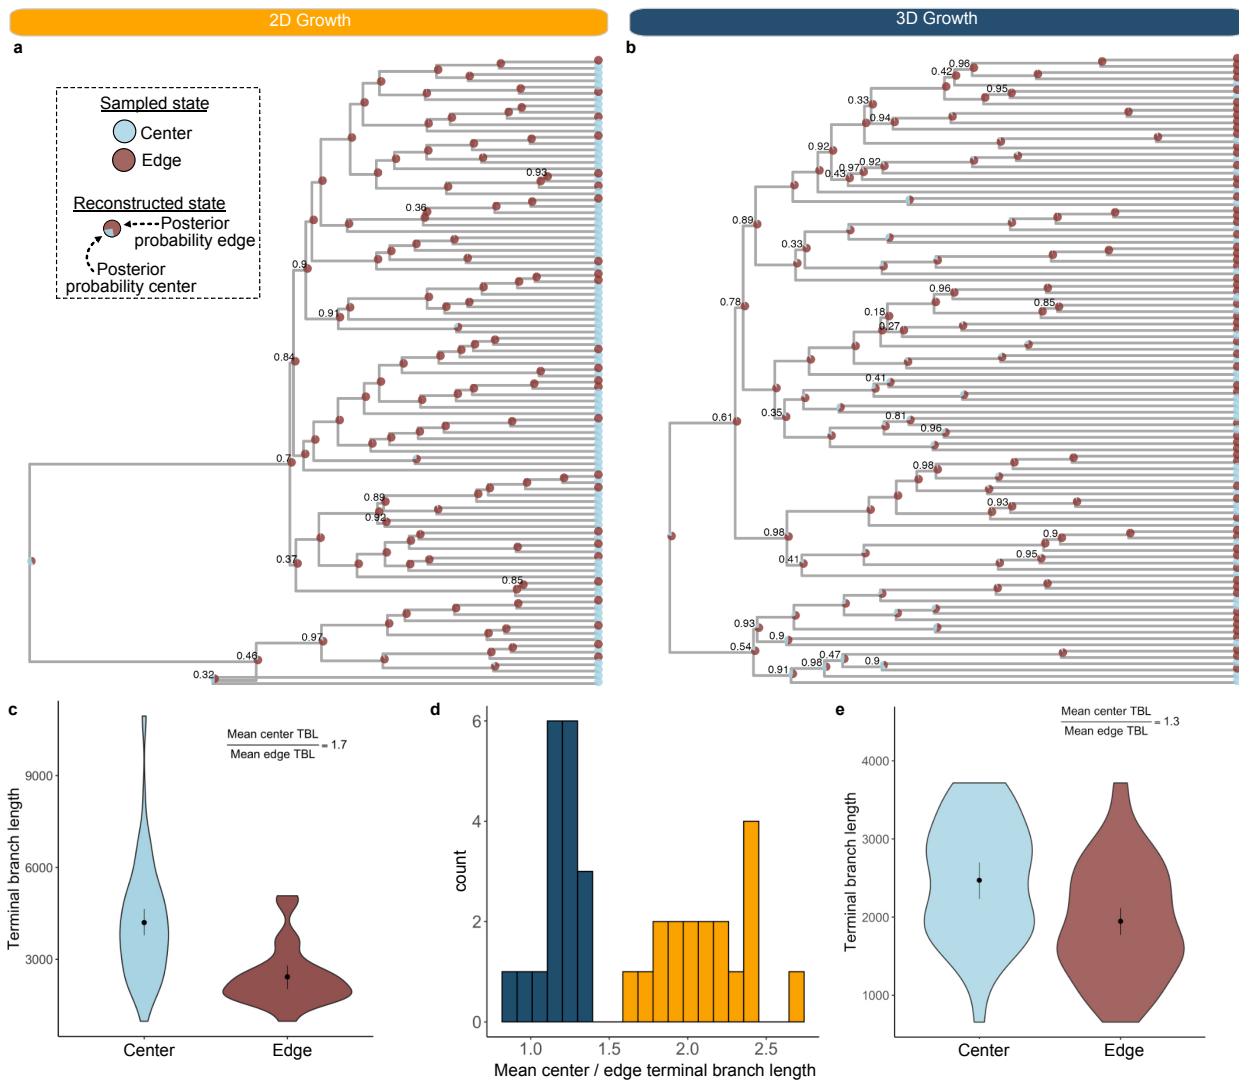 2D Growth
3D Growth
a
b
Sampled state
Center
Edge
Reconstructed state
Posterior
probability edge
Posterior
probability center
0.93
0.36
0.9
0.91
0.84
0.7
0.89
0.92
0.37
0.85
0.97
0.46
0.32
0.96
0.42
0.95
0.33
0.94
0.92
0.92
0.97
0.43
0.89
0.33
0.78
0.96
0.85
0.18
0.27
0.41
0.35
0.61
0.81
0.96
0.98
0.93
0.98
0.9
0.95
0.41
0.93
0.9
0.54
0.47
0.98
0.9
0.91
c
Mean center TBL
Mean edge TBL
= 1.7
Terminal branch length
9000
6000
3000
Center
Edge
d
count
6
4
2
0
1.0
1.5
2.0
2.5
Mean center / edge terminal branch length
e
Mean center TBL
Mean edge TBL
= 1.3
Terminal branch length
4000
3000
2000
1000
Center
Edge